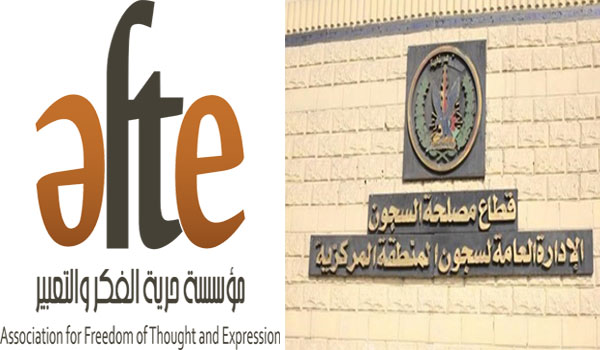 afte
مؤسسة حرية الفكر والتعبير
Association for Freedom of Thought and Expression
قطاع مصلحة السجون
الإدارة العامة لسجون المنطقة المركزية